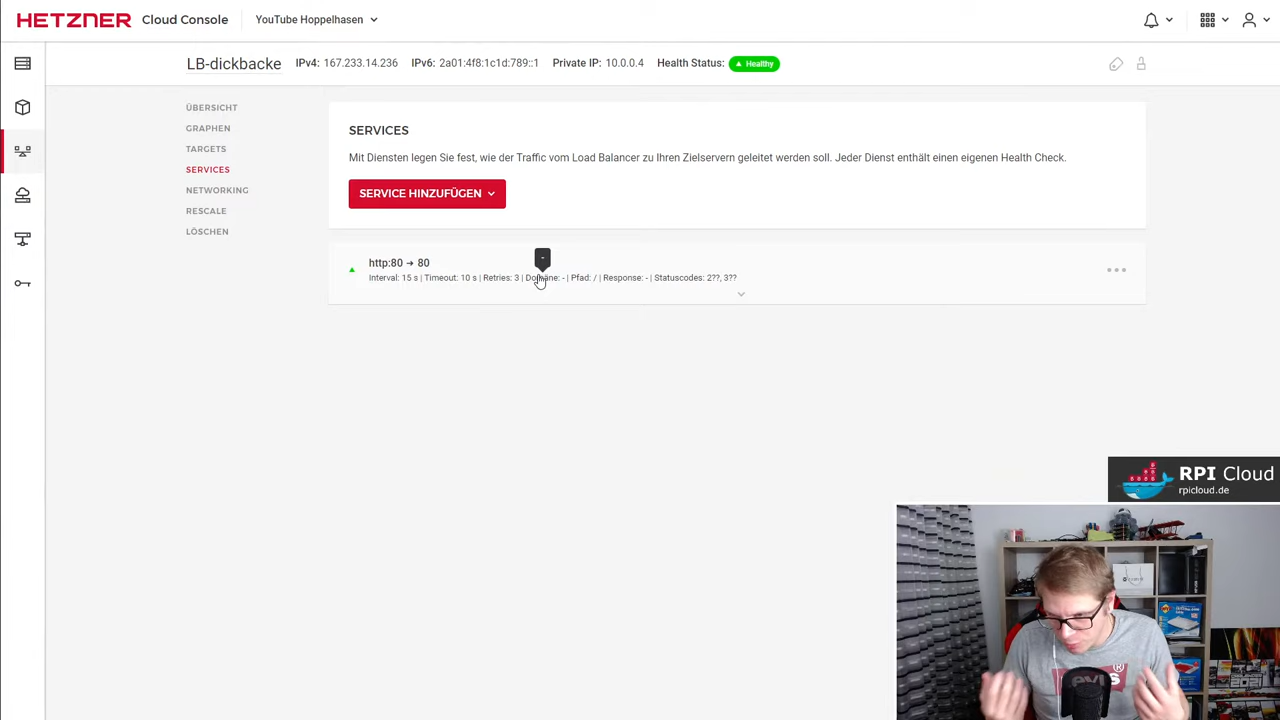 HETZNER Cloud Console YouTube Hoppelhasen
LB-dickbacke IPv4: 167.233.14.236 IPv6: 2a01:4f8:1c1d:789::1 Private IP: 10.0.0.4 Health Status: Healthy
ÜBERSICHT
GRAPHEN
TARGETS
SERVICES
NETWORKING
RESCALE
LÖSCHEN
SERVICES
Mit Diensten legen Sie fest, wie der Traffic vom Load Balancer zu Ihren Zielservern geleitet werden soll. Jeder Dienst enthält einen eigenen Health Check.
SERVICE HINZUFÜGEN
-
http:80 → 80
Interval: 15 s | Timeout: 10 s | Retries: 3 | Domäne: - | Pfad: / | Response: - | Statuscodes: 2??, 3??
RPI Cloud
rpicloud.de